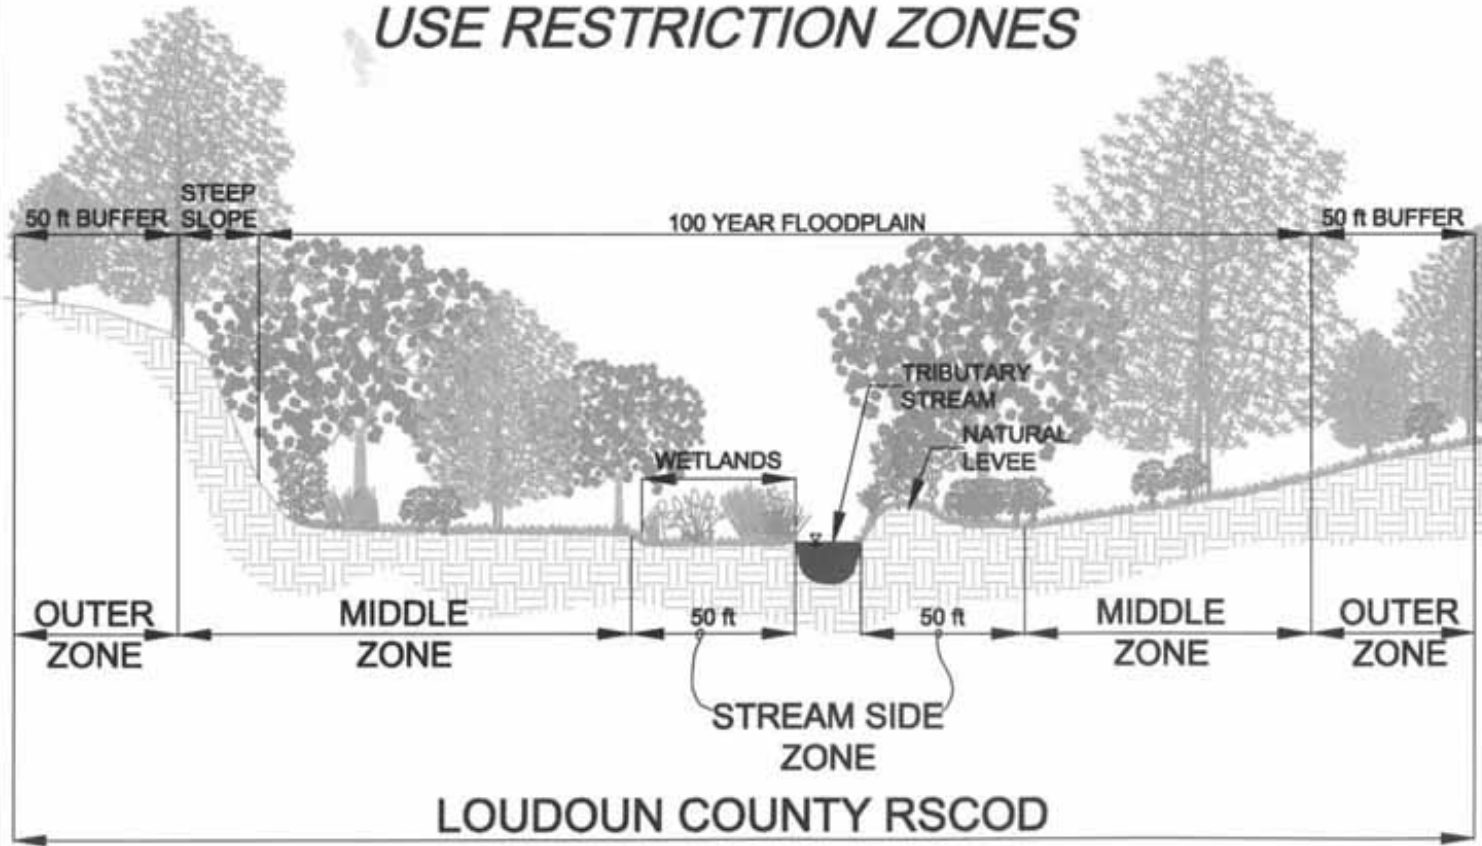 USE RESTRICTION ZONES
STEEP
50 ft BUFFER
SLOPE
100 YEAR FLOODPLAIN
50 ft BUFFER
TRIBUTARY
STREAM
NATURAL
LEVEE
WETLANDS
OUTER
ZONE
MIDDLE
ZONE
50 ft
50 ft
MIDDLE
ZONE
OUTER
ZONE
STREAM SIDE
ZONE
LOUDOUN COUNTY RSCOD